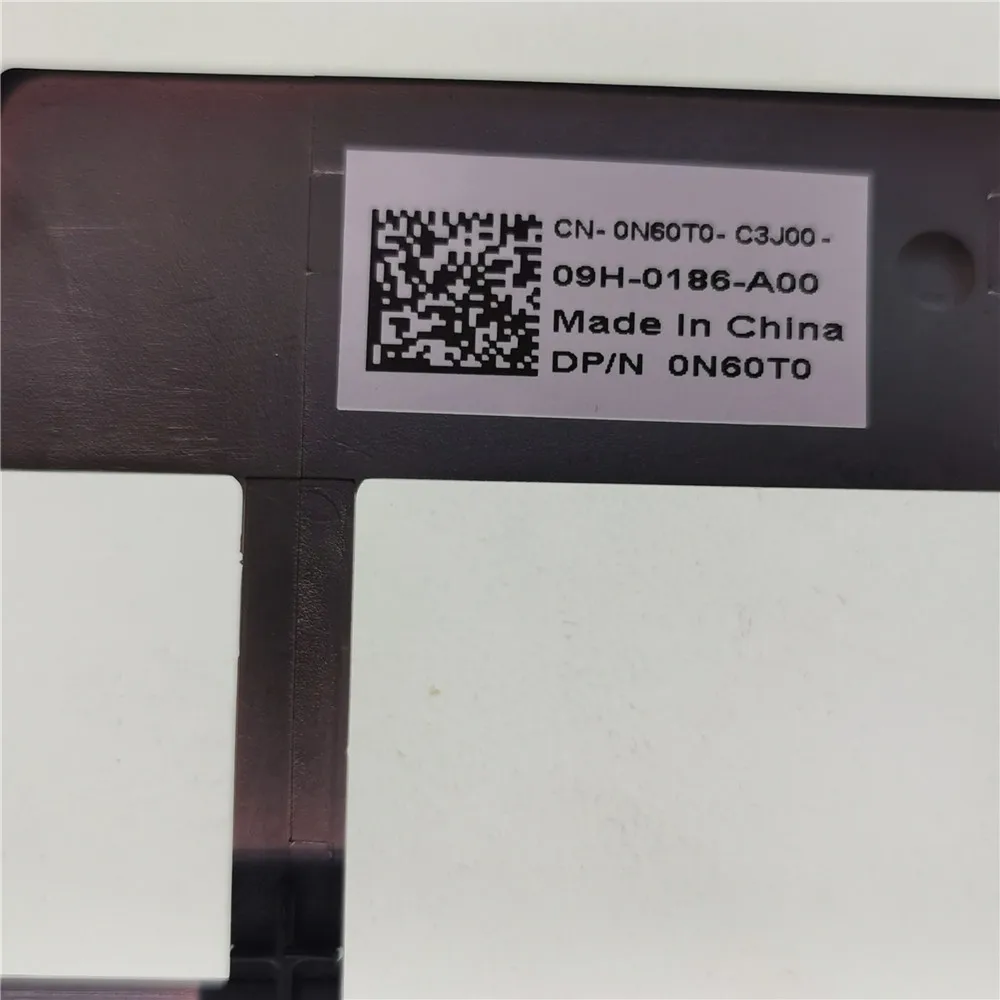 CN- 0N60T0- C3J00 -
09H-0186-A00
Made In China
DP/N 0N60T0